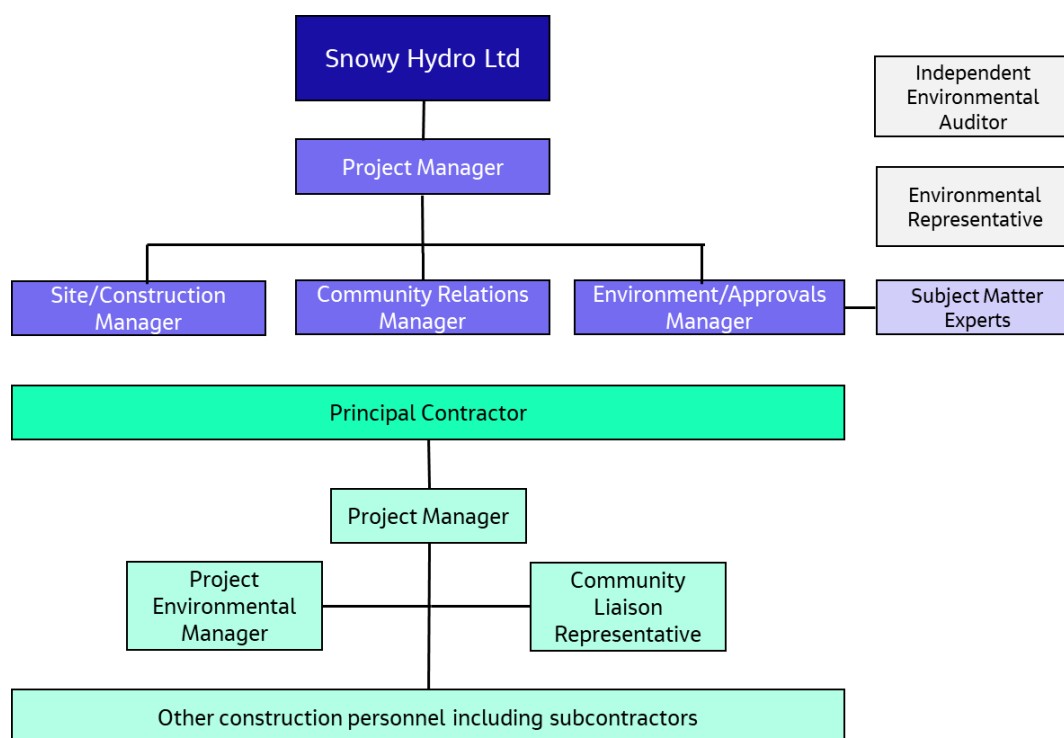 Snowy Hydro Ltd
Independent
Environmental
Auditor
Project Manager
Environmental
Representative
Site/Construction
Manager
Community Relations
Manager
Environment/Approvals
Manager
Subject Matter
Experts
Principal Contractor
Project Manager
Project
Environmental
Manager
Community
Liaison
Representative
Other construction personnel including subcontractors